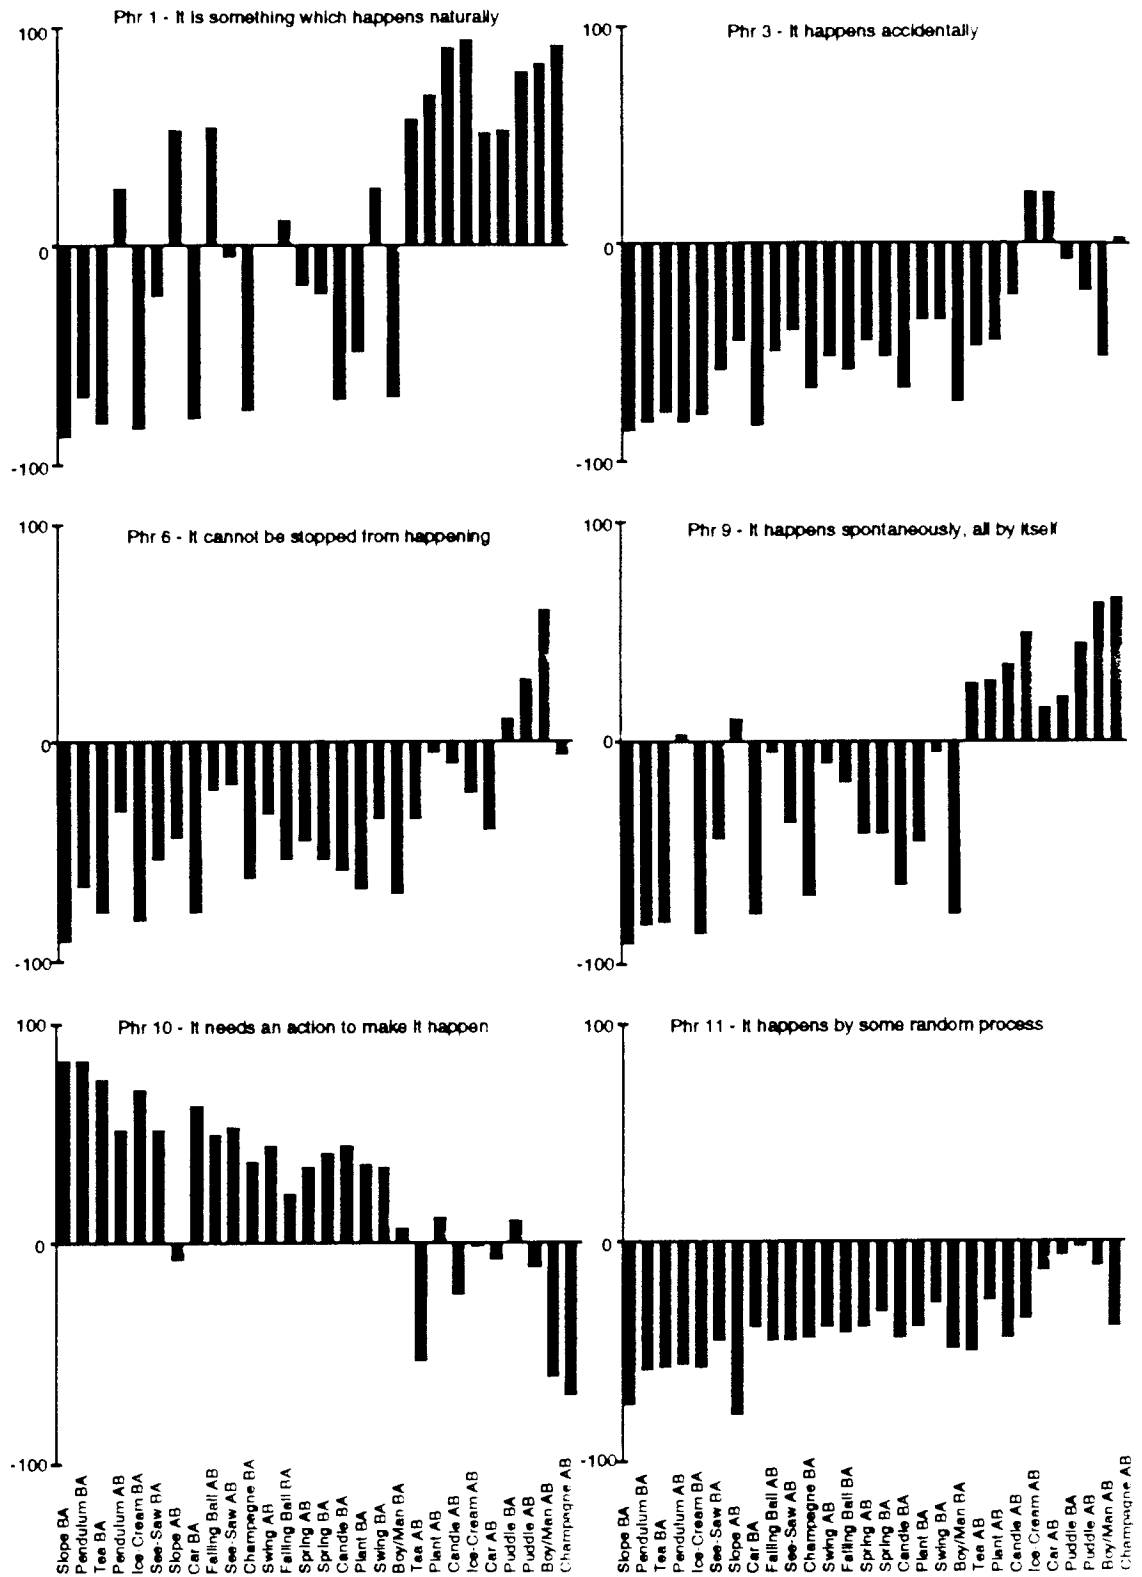 Phr 1 - It is something which happens naturally
100
0
-100
Phr 3 - It happens accidentally
100
0
-100
Phr 6 - It cannot be stopped from happening
100
0
-100
Phr 9 - It happens spontaneously, all by itself
100
0
-100
Phr 10 - It needs an action to make it happen
100
0
-100
Phr 11 - It happens by some random process
100
0
-100
Slope BA
Pendulum BA
Tea BA
Pendulum AB
Ice-Cream BA
See-Saw BA
Slope AB
Car BA
Falling Ball AB
See-Saw AB
Champagne BA
Swing AB
Falling Ball BA
Spring AB
Spring BA
Candle BA
Plant BA
Swing BA
Boy/Man BA
Tea AB
Plant AB
Candle AB
Ice-Cream AB
Car AB
Puddle BA
Puddle AB
Boy/Man AB
Champagne AB
Slope BA
Pendulum BA
Tea BA
Pendulum AB
Ice-Cream BA
See-Saw BA
Slope AB
Car BA
Falling Ball AB
See-Saw AB
Champagne BA
Swing AB
Falling Ball BA
Spring AB
Spring BA
Candle BA
Plant BA
Swing BA
Boy/Man BA
Tea AB
Plant AB
Candle AB
Ice-Cream AB
Car AB
Puddle BA
Puddle AB
Boy/Man AB
Champagne AB